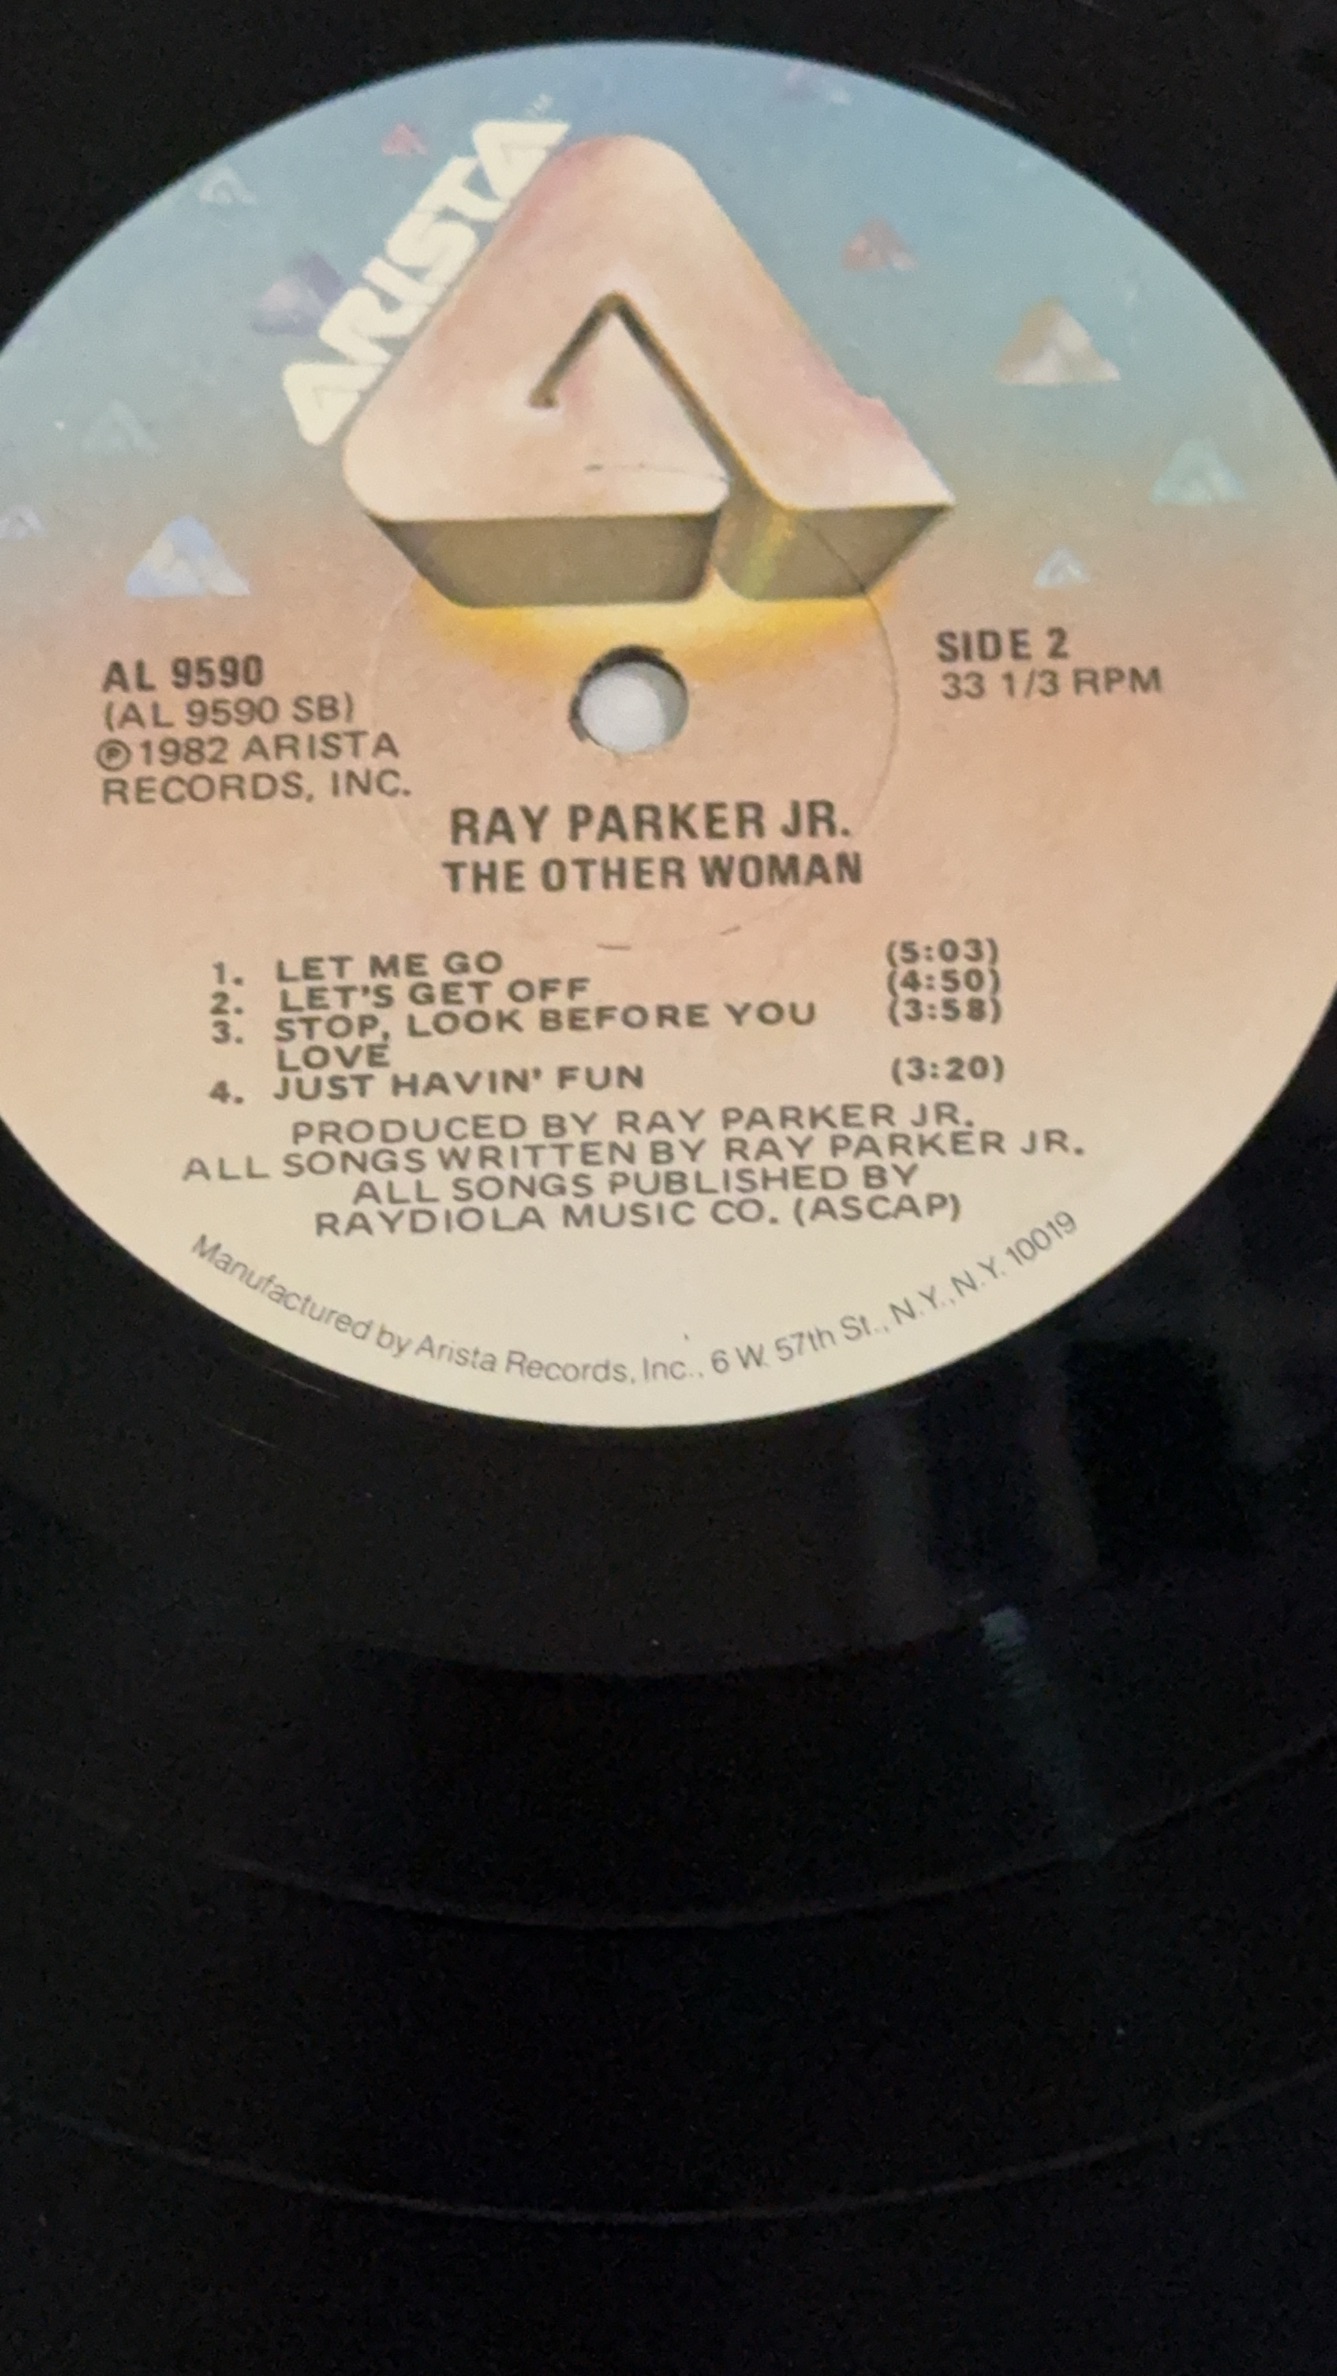 ARISTA™
AL 9590
(AL 9590 SB)
Ⓟ1982 ARISTA
RECORDS, INC.
SIDE 2
33 1/3 RPM
RAY PARKER JR.
THE OTHER WOMAN
1. LET ME GO (5:03)
2. LET'S GET OFF (4:50)
3. STOP, LOOK BEFORE YOU (3:58)
LOVE
4. JUST HAVIN' FUN (3:20)
PRODUCED BY RAY PARKER JR.
ALL SONGS WRITTEN BY RAY PARKER JR.
ALL SONGS PUBLISHED BY
RAYDIOLA MUSIC CO. (ASCAP)
Manufactured by Arista Records, Inc., 6 W. 57th St., N.Y., N.Y. 10019